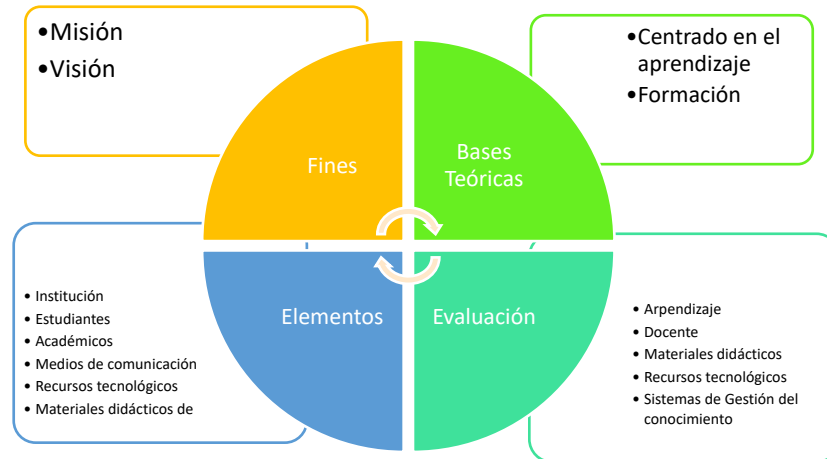 •Misión
•Visión
•Centrado en el
aprendizaje
•Formación
Fines
Bases
Teóricas
Elementos
Evaluación
• Institución
• Estudiantes
• Académicos
• Medios de comunicación
• Recursos tecnológicos
• Materiales didácticos de
• Arpendizaje
• Docente
• Materiales didácticos
• Recursos tecnológicos
• Sistemas de Gestión del
conocimiento